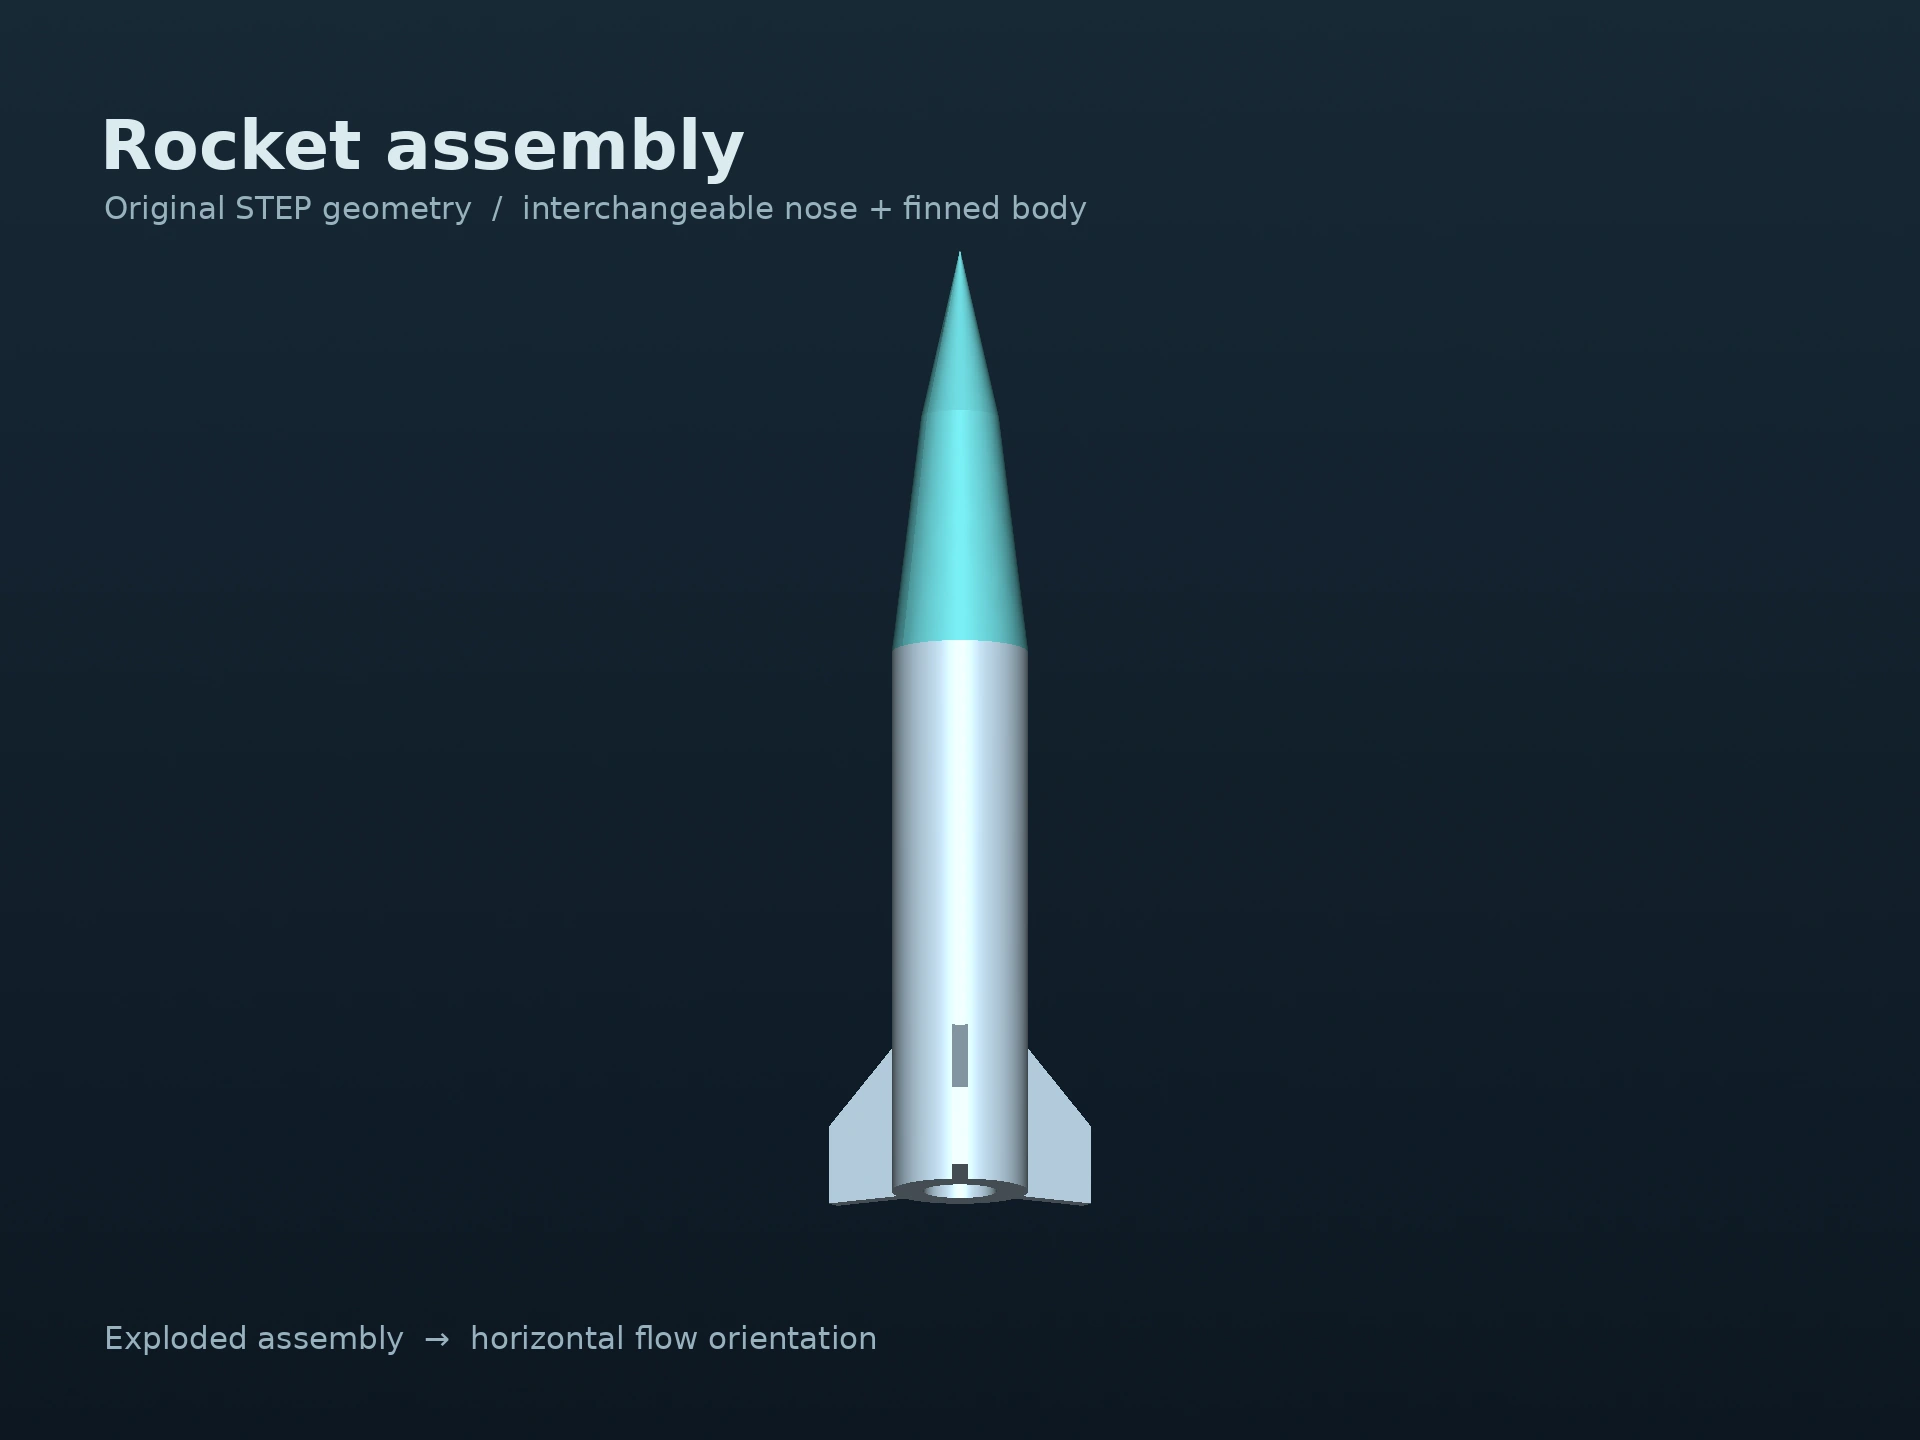 Rocket assembly
Original STEP geometry / interchangeable nose + finned body
Exploded assembly → horizontal flow orientation